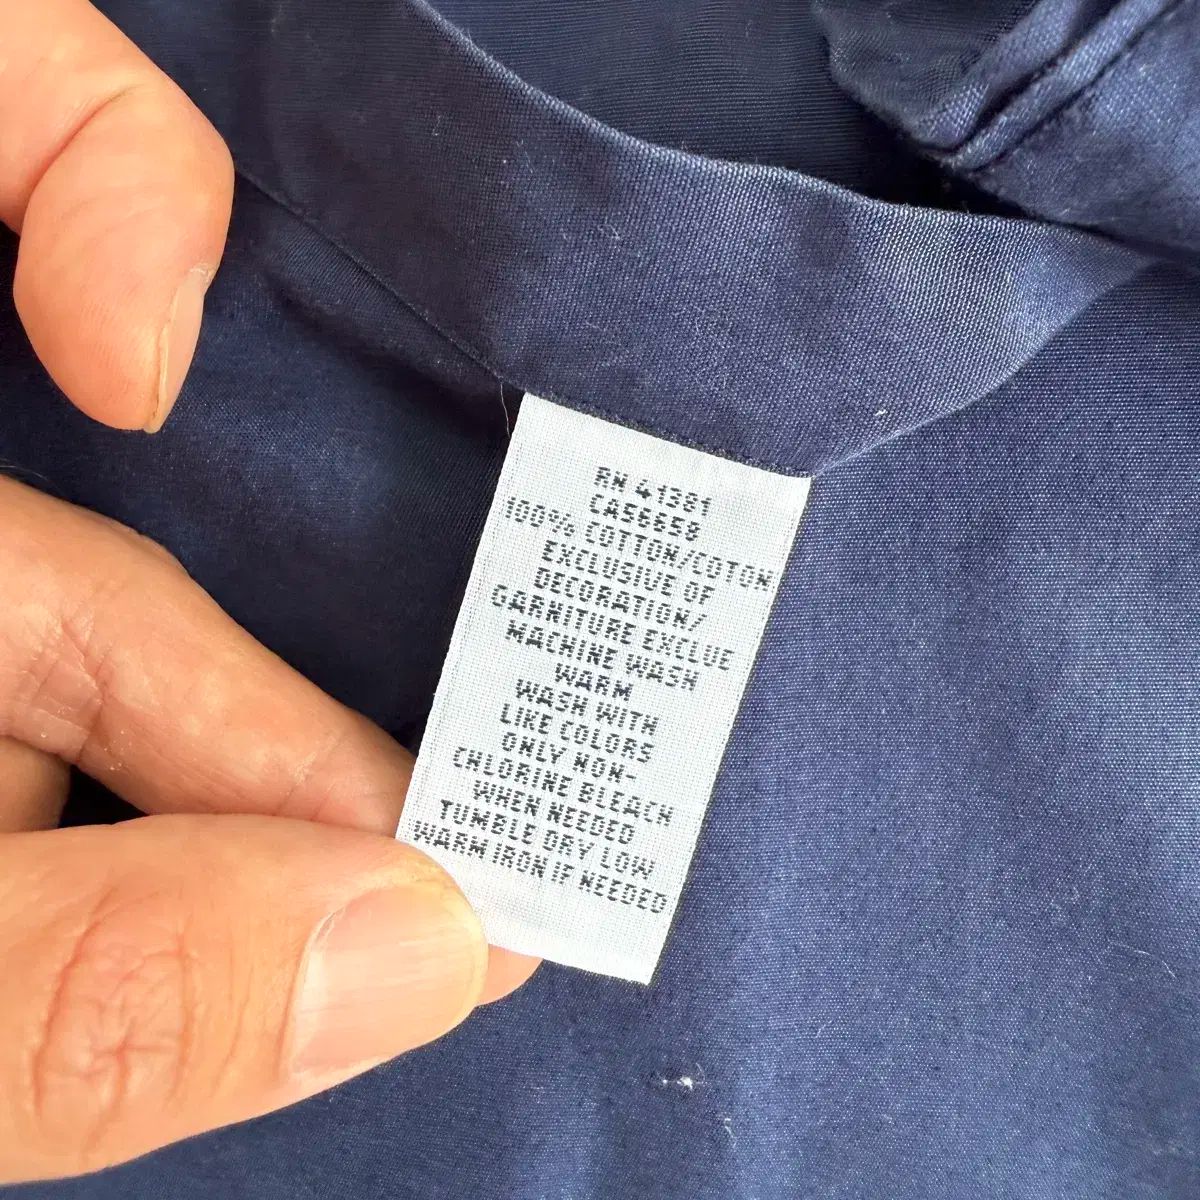 RN 41381
CA56658
100% COTTON/COTON
EXCLUSIVE OF
DECORATION/
GARNITURE EXCLUE
MACHINE WASH
WARM
WASH WITH
LIKE COLORS
ONLY NON-
CHLORINE BLEACH
WHEN NEEDED
TUMBLE DRY LOW
WARM IRON IF NEEDED